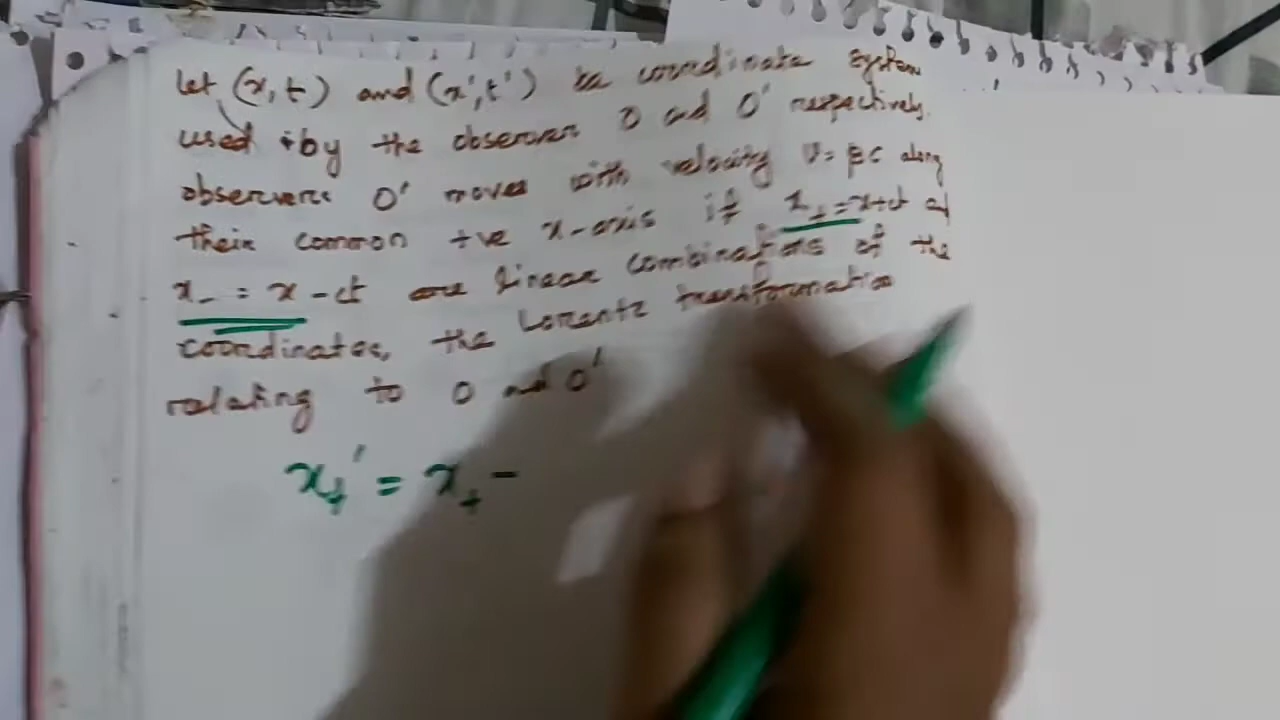 let (x, t) and (x', t') be coordinate system
used by the observer O and O' respectively.
observers O' moves with velocity v = βc along
their common +ve x-axis if x₊ = x+ct and
x₋ = x - ct are linear combinations of the
coordinates, the Lorentz transformation
relating to O and O'
x₊' = x₊ -